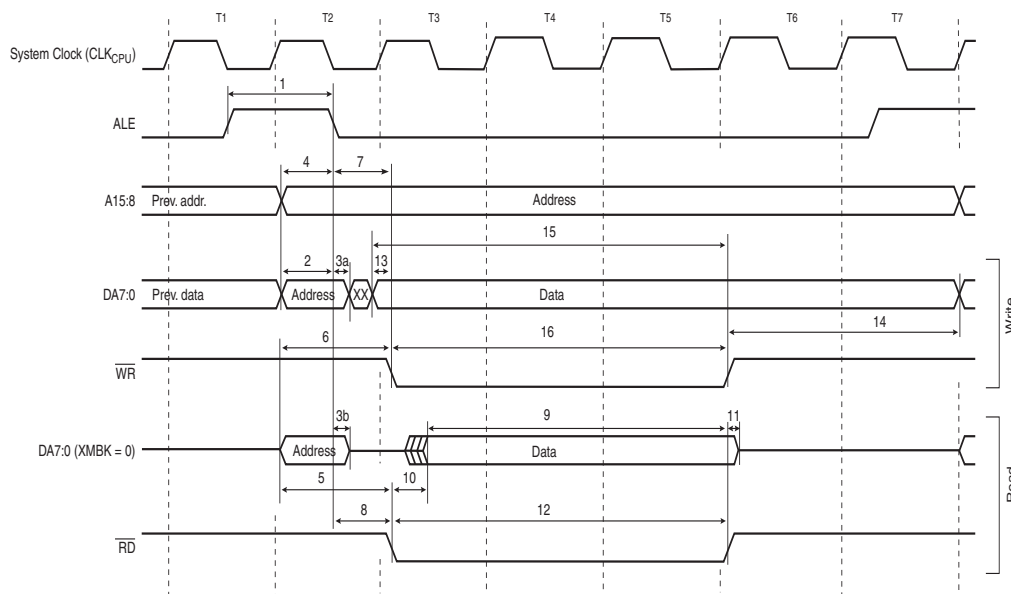 T1 T2 T3 T4 T5 T6 T7
System Clock (CLKCPU)
1
ALE
4 7
A15:8 Prev. addr. Address
15
2 3a 13
DA7:0 Prev. data Address XX Data
14
6 16
WR
Write
3b 9 11
DA7:0 (XMBK = 0) Address Data
5 10
8 12
RD
Read